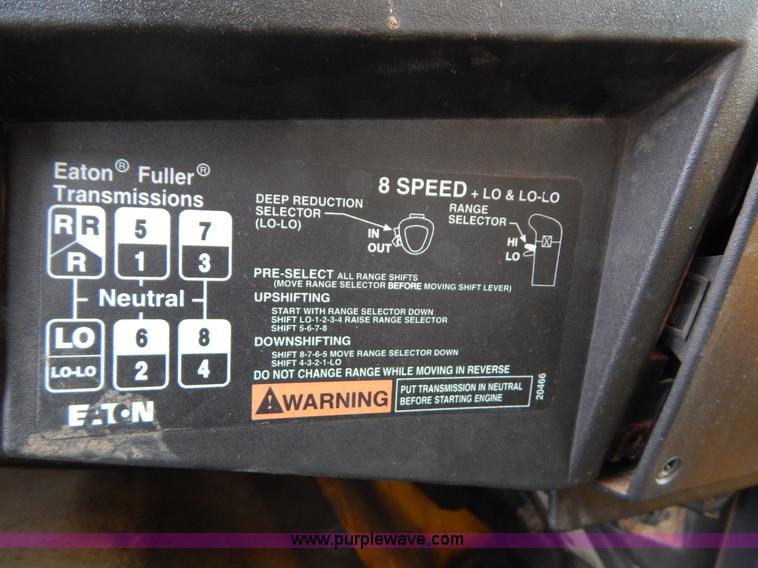 Eaton® Fuller®
Transmissions
R R 5 7
R 1 3
Neutral
LO 6 8
LO-LO 2 4
EATON
8 SPEED + LO & LO-LO
DEEP REDUCTION
SELECTOR
(LO-LO)
IN
OUT
RANGE
SELECTOR
HI
LO
PRE-SELECT ALL RANGE SHIFTS
(MOVE RANGE SELECTOR BEFORE MOVING SHIFT LEVER)
UPSHIFTING
START WITH RANGE SELECTOR DOWN
SHIFT LO-1-2-3-4 RAISE RANGE SELECTOR
SHIFT 5-6-7-8
DOWNSHIFTING
SHIFT 8-7-6-5 MOVE RANGE SELECTOR DOWN
SHIFT 4-3-2-1-LO
DO NOT CHANGE RANGE WHILE MOVING IN REVERSE
WARNING
PUT TRANSMISSION IN NEUTRAL
BEFORE STARTING ENGINE
20466
www.purplewave.com